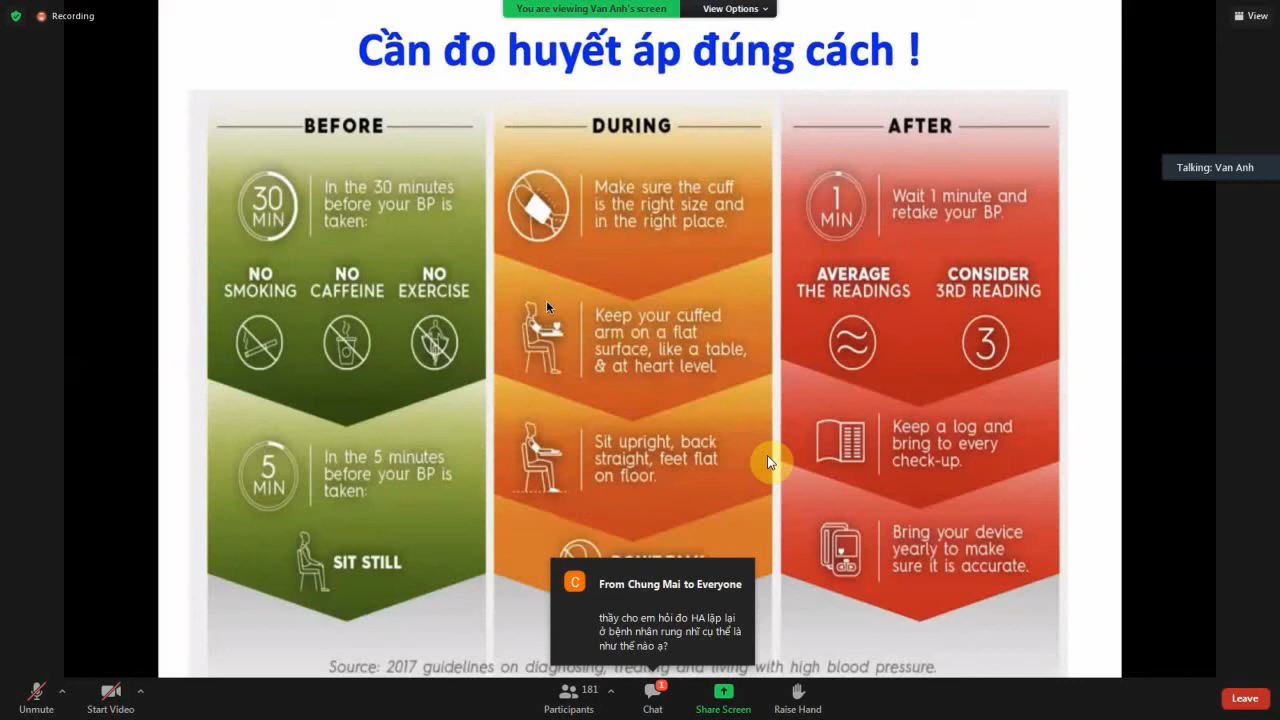 Recording
You are viewing Van Anh's screen
View Options
View
Cần đo huyết áp đúng cách !
Talking: Van Anh
BEFORE
30
MIN
In the 30 minutes
before your BP is
taken:
NO
SMOKING
NO
CAFFEINE
NO
EXERCISE
5
MIN
In the 5 minutes
before your BP is
taken:
SIT STILL
DURING
Make sure the cuff
is the right size and
in the right place.
Keep your cuffed
arm on a flat
surface, like a table,
& at heart level.
Sit upright, back
straight, feet flat
on floor.
AFTER
1
MIN
Wait 1 minute and
retake your BP.
AVERAGE
THE READINGS
CONSIDER
3RD READING
3
Keep a log and
bring to every
check-up.
Bring your device
yearly to make
sure it is accurate.
C
From Chung Mai to Everyone
thầy cho em hỏi đo HA lặp lại
ở bệnh nhân rung nhĩ cụ thể là
như thế nào ạ?
Source: 2017 guidelines on and living with high blood pressure.
Unmute
Start Video
181
Participants
1
Chat
Share Screen
Raise Hand
Leave